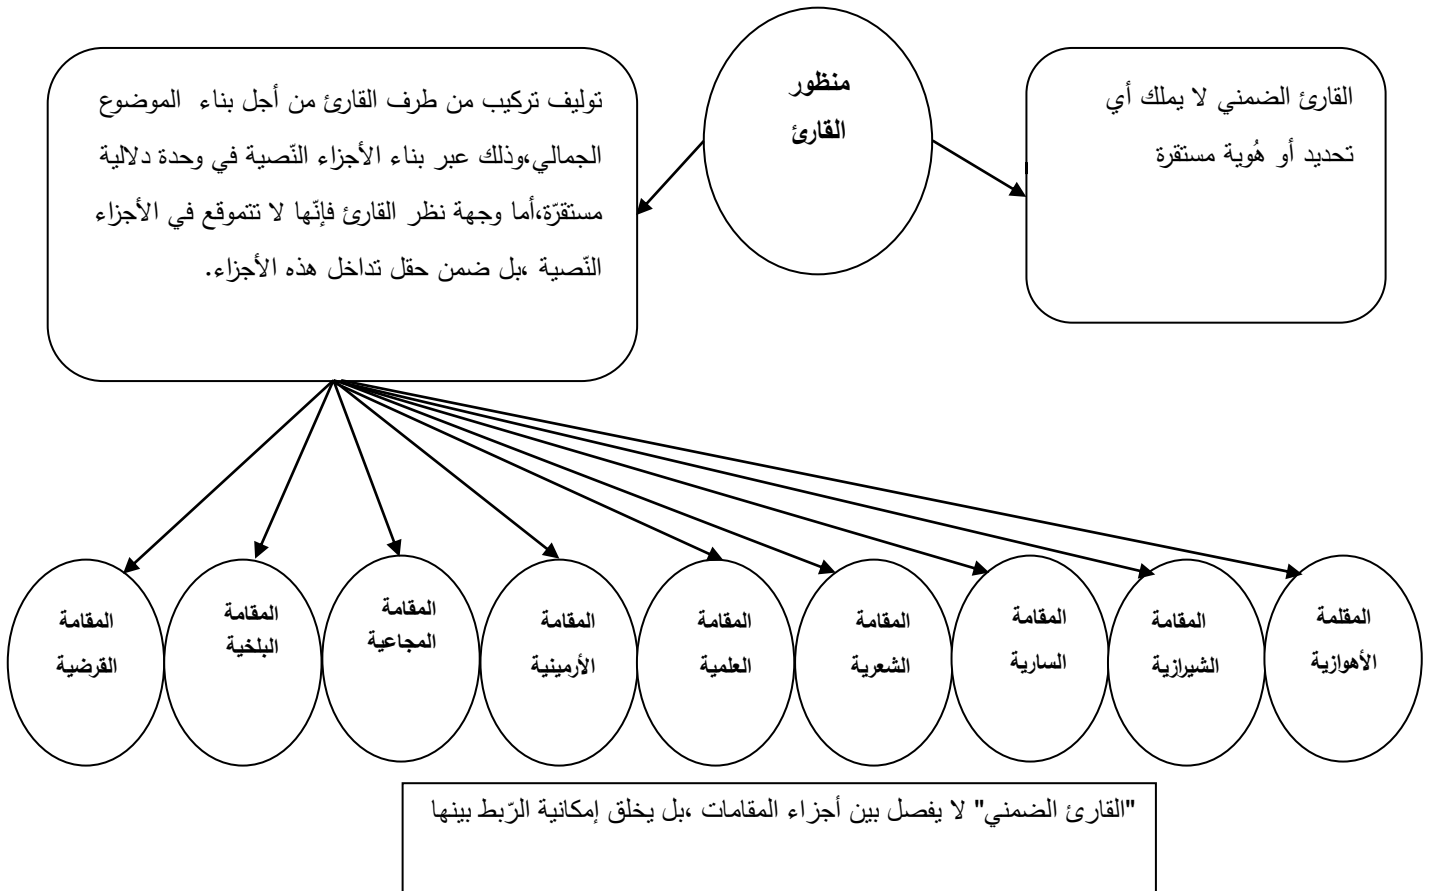 منظور
القارئ
القارئ الضمني لا يملك أي
تحديد أو هُوية مستقرة
توليف تركيب من طرف القارئ من أجل بناء الموضوع
الجمالي،وذلك عبر بناء الأجزاء النّصية في وحدة دلالية
مستقرّة،أما وجهة نظر القارئ فإنّها لا تتموقع في الأجزاء
النّصية ،بل ضمن حقل تداخل هذه الأجزاء.
المقلمة
الأهوازية
المقامة
الشيرازية
المقامة
السارية
المقامة
الشعرية
المقامة
العلمية
المقامة
الأرمينية
المقامة
المجاعية
المقامة
البلخية
المقامة
القرضية
"القارئ الضمني" لا يفصل بين أجزاء المقامات ،بل يخلق إمكانية الرّبط بينها